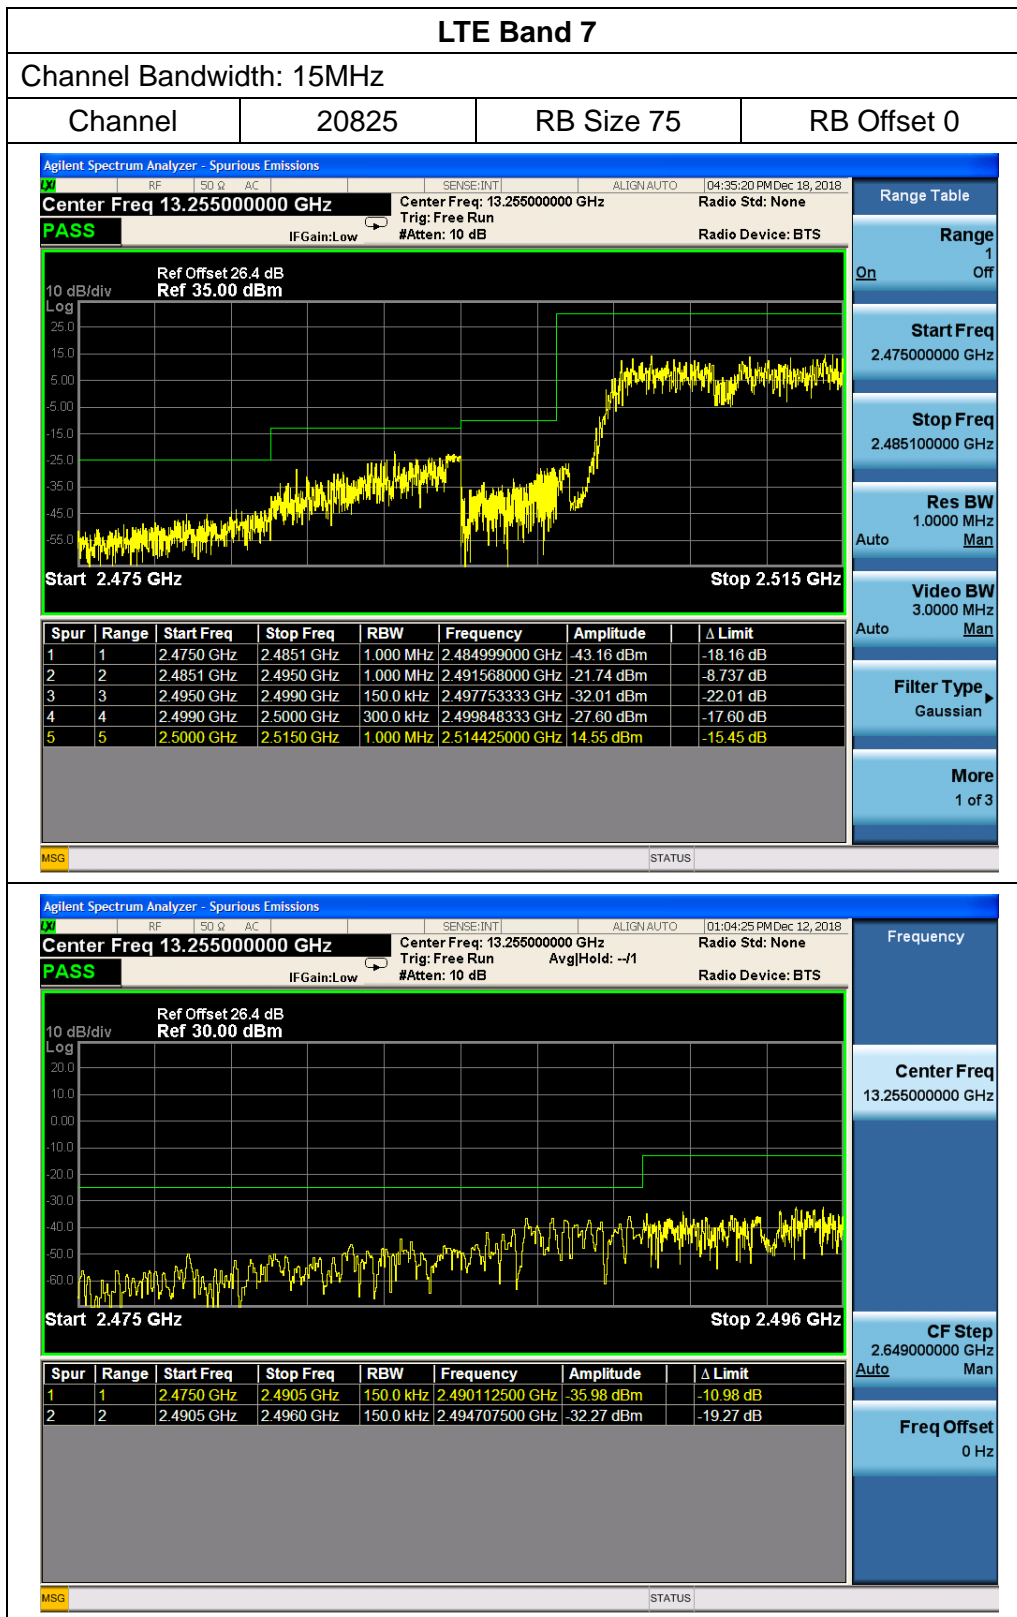 LTE Band 7
Channel Bandwidth: 15MHz
Channel 20825 RB Size 75 RB Offset 0
Agilent Spectrum Analyzer - Spurious Emissions
LXI RF 50 Ω AC SENSE:INT ALIGN AUTO 04:35:20 PM Dec 18, 2018
Center Freq 13.255000000 GHz Center Freq: 13.255000000 GHz Radio Std: None
Trig: Free Run
PASS IFGain:Low #Atten: 10 dB Radio Device: BTS
Ref Offset 26.4 dB
10 dB/div Ref 35.00 dBm
Log
25.0
15.0
5.00
-5.00
-15.0
-25.0
-35.0
-45.0
-55.0
Start 2.475 GHz Stop 2.515 GHz
Spur Range Start Freq Stop Freq RBW Frequency Amplitude Δ Limit
1 1 2.4750 GHz 2.4851 GHz 1.000 MHz 2.484999000 GHz -43.16 dBm -18.16 dB
2 2 2.4851 GHz 2.4950 GHz 1.000 MHz 2.491568000 GHz -21.74 dBm -8.737 dB
3 3 2.4950 GHz 2.4990 GHz 150.0 kHz 2.497753333 GHz -32.01 dBm -22.01 dB
4 4 2.4990 GHz 2.5000 GHz 300.0 kHz 2.499848333 GHz -27.60 dBm -17.60 dB
5 5 2.5000 GHz 2.5150 GHz 1.000 MHz 2.514425000 GHz 14.55 dBm -15.45 dB
MSG STATUS
Range Table
Range
1
On Off
Start Freq
2.475000000 GHz
Stop Freq
2.485100000 GHz
Res BW
1.0000 MHz
Auto Man
Video BW
3.0000 MHz
Auto Man
Filter Type
Gaussian
More
1 of 3
Agilent Spectrum Analyzer - Spurious Emissions
LXI RF 50 Ω AC SENSE:INT ALIGN AUTO 01:04:25 PM Dec 12, 2018
Center Freq 13.255000000 GHz Center Freq: 13.255000000 GHz Radio Std: None
Trig: Free Run Avg|Hold: --/1
PASS IFGain:Low #Atten: 10 dB Radio Device: BTS
Ref Offset 26.4 dB
10 dB/div Ref 30.00 dBm
Log
20.0
10.0
0.00
-10.0
-20.0
-30.0
-40.0
-50.0
-60.0
Start 2.475 GHz Stop 2.496 GHz
Spur Range Start Freq Stop Freq RBW Frequency Amplitude Δ Limit
1 1 2.4750 GHz 2.4905 GHz 150.0 kHz 2.490112500 GHz -35.98 dBm -10.98 dB
2 2 2.4905 GHz 2.4960 GHz 150.0 kHz 2.494707500 GHz -32.27 dBm -19.27 dB
MSG STATUS
Frequency
Center Freq
13.255000000 GHz
CF Step
2.649000000 GHz
Auto Man
Freq Offset
0 Hz